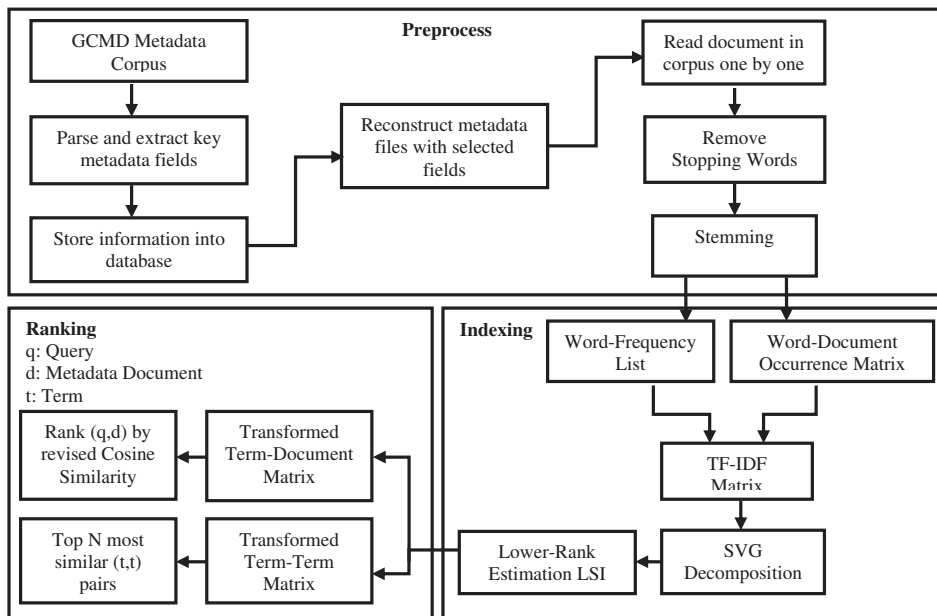 Preprocess
GCMD Metadata
Corpus
Parse and extract key
metadata fields
Store information into
database
Reconstruct metadata
files with selected
fields
Read document in
corpus one by one
Remove
Stopping Words
Stemming
Indexing
Word-Frequency
List
Word-Document
Occurrence Matrix
TF-IDF
Matrix
SVG
Decomposition
Lower-Rank
Estimation LSI
Ranking
q: Query
d: Metadata Document
t: Term
Transformed
Term-Document
Matrix
Rank (q,d) by
revised Cosine
Similarity
Transformed
Term-Term
Matrix
Top N most
similar (t,t)
pairs